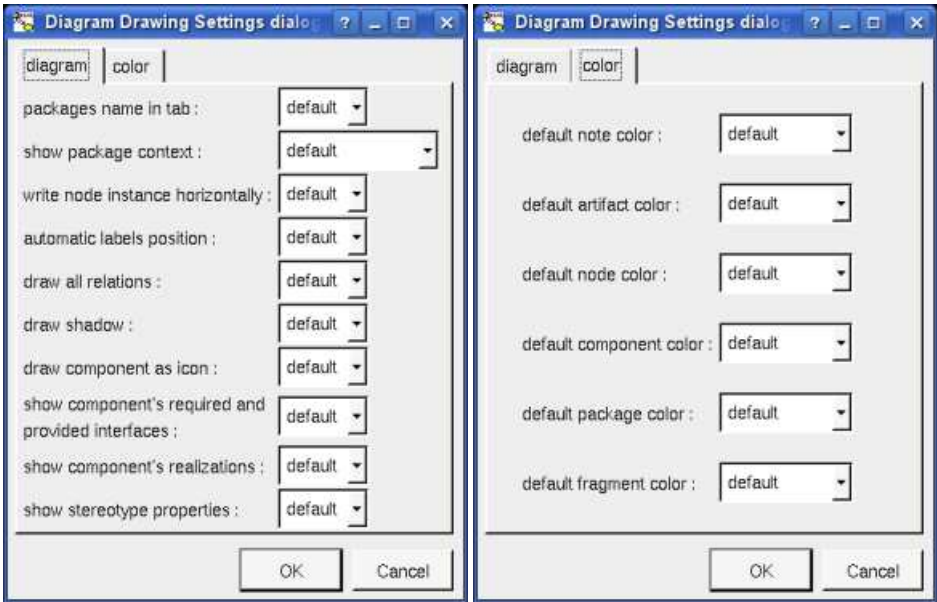 Diagram Drawing Settings dialog ?
diagram color
packages name in tab : default
show package context : default
write node instance horizontally : default
automatic labels position : default
draw all relations : default
draw shadow : default
draw component as icon : default
show component's required and
provided interfaces : default
show component's realizations : default
show stereotype properties : default
OK Cancel
Diagram Drawing Settings dialog ?
diagram color
default note color : default
default artifact color : default
default node color : default
default component color : default
default package color : default
default fragment color : default
OK Cancel